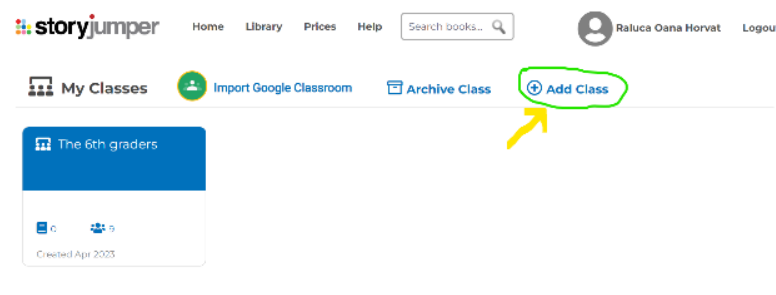 storyjumper Home Library Prices Help Search books... Raluca Oana Horvat Logou
My Classes Import Google Classroom Archive Class Add Class
The 6th graders
0 9
Created Apr 2023